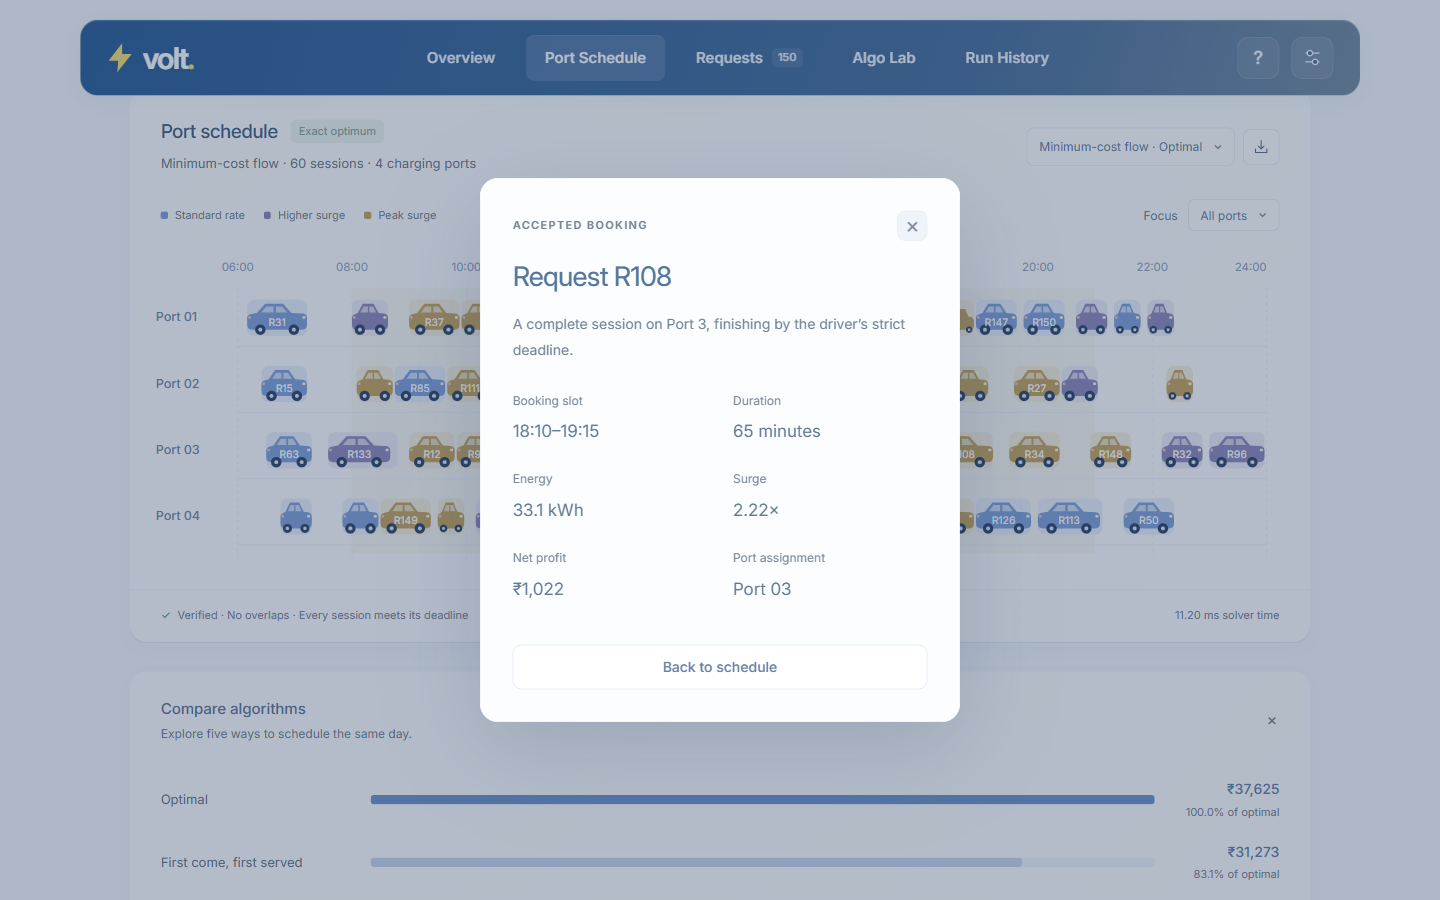 volt.
Overview
Port Schedule
Requests 150
Algo Lab
Run History
?
Port schedule
Exact optimum
Minimum-cost flow · 60 sessions · 4 charging ports
Minimum-cost flow · Optimal
Standard rate
Higher surge
Peak surge
Focus
All ports
06:00
08:00
10:00
20:00
22:00
24:00
Port 01
R31
R37
R147
R150
Port 02
R15
R85
R111
R27
Port 03
R63
R133
R12
R34
R148
R32
R96
Port 04
R149
R126
R113
R50
Verified · No overlaps · Every session meets its deadline
11.20 ms solver time
ACCEPTED BOOKING
Request R108
A complete session on Port 3, finishing by the driver’s strict
deadline.
Booking slot
18:10–19:15
Duration
65 minutes
Energy
33.1 kWh
Surge
2.22×
Net profit
₹1,022
Port assignment
Port 03
Back to schedule
Compare algorithms
Explore five ways to schedule the same day.
Optimal
₹37,625
100.0% of optimal
First come, first served
₹31,273
83.1% of optimal